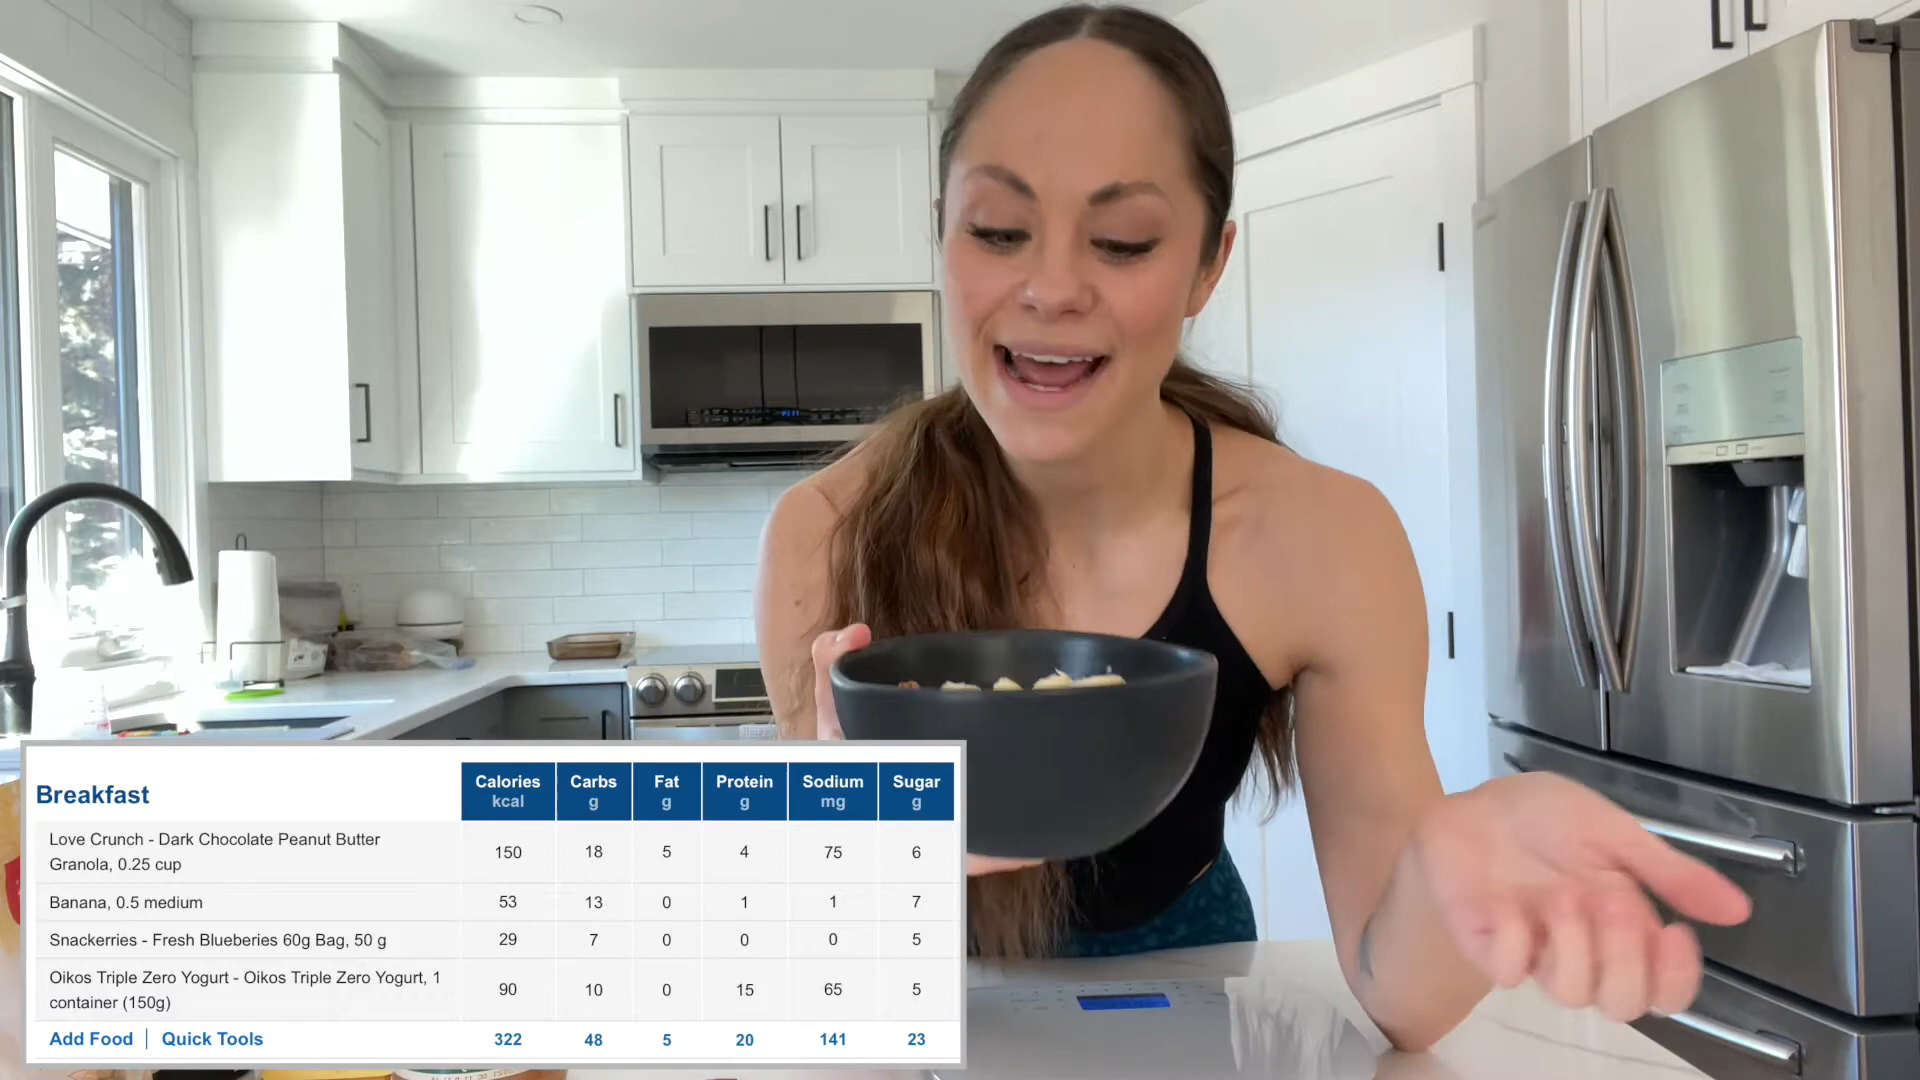 Breakfast
Calories Carbs Fat Protein Sodium Sugar
kcal g g g mg g
Love Crunch - Dark Chocolate Peanut Butter
Granola, 0.25 cup
150 18 5 4 75 6
Banana, 0.5 medium 53 13 0 1 1 7
Snackerries - Fresh Blueberies 60g Bag, 50 g 29 7 0 0 0 5
Oikos Triple Zero Yogurt - Oikos Triple Zero Yogurt, 1
container (150g)
90 10 0 15 65 5
Add Food | Quick Tools 322 48 5 20 141 23